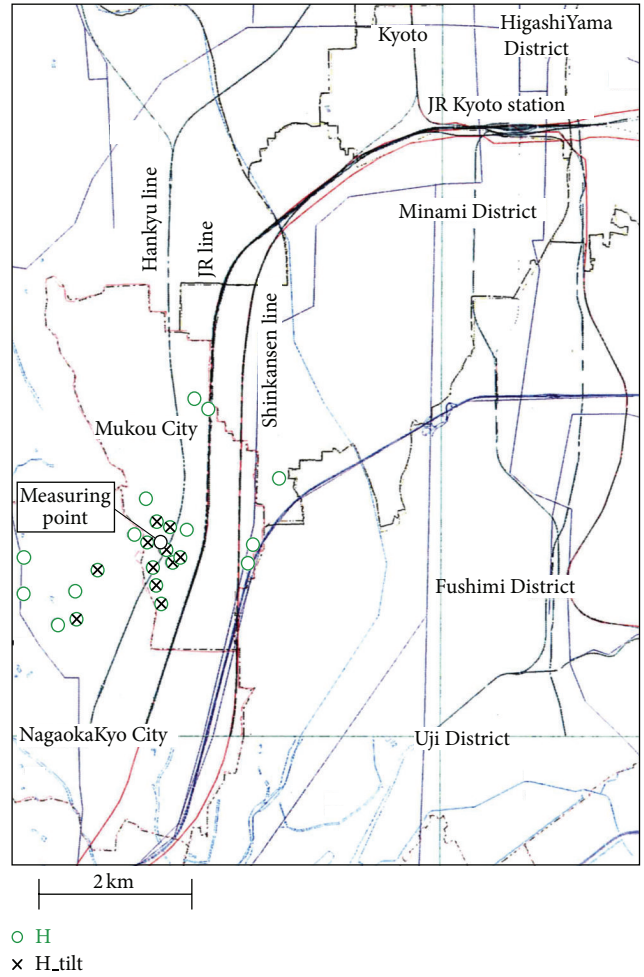 Kyoto
HigashiYama
District
JR Kyoto station
Hankyu line
JR line
Minami District
Shinkansen line
Mukou City
Measuring
point
Fushimi District
NagaokaKyo City
Uji District
2 km
H
H_tilt